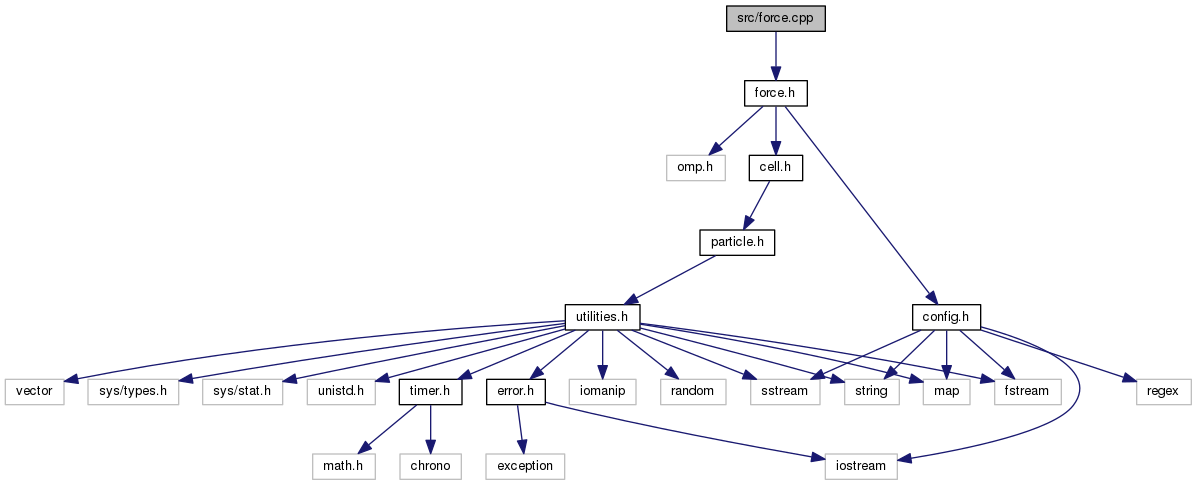 src/force.cpp
force.h
omp.h
cell.h
particle.h
utilities.h
config.h
vector
sys/types.h
sys/stat.h
unistd.h
timer.h
error.h
iomanip
random
sstream
string
map
fstream
regex
math.h
chrono
exception
iostream